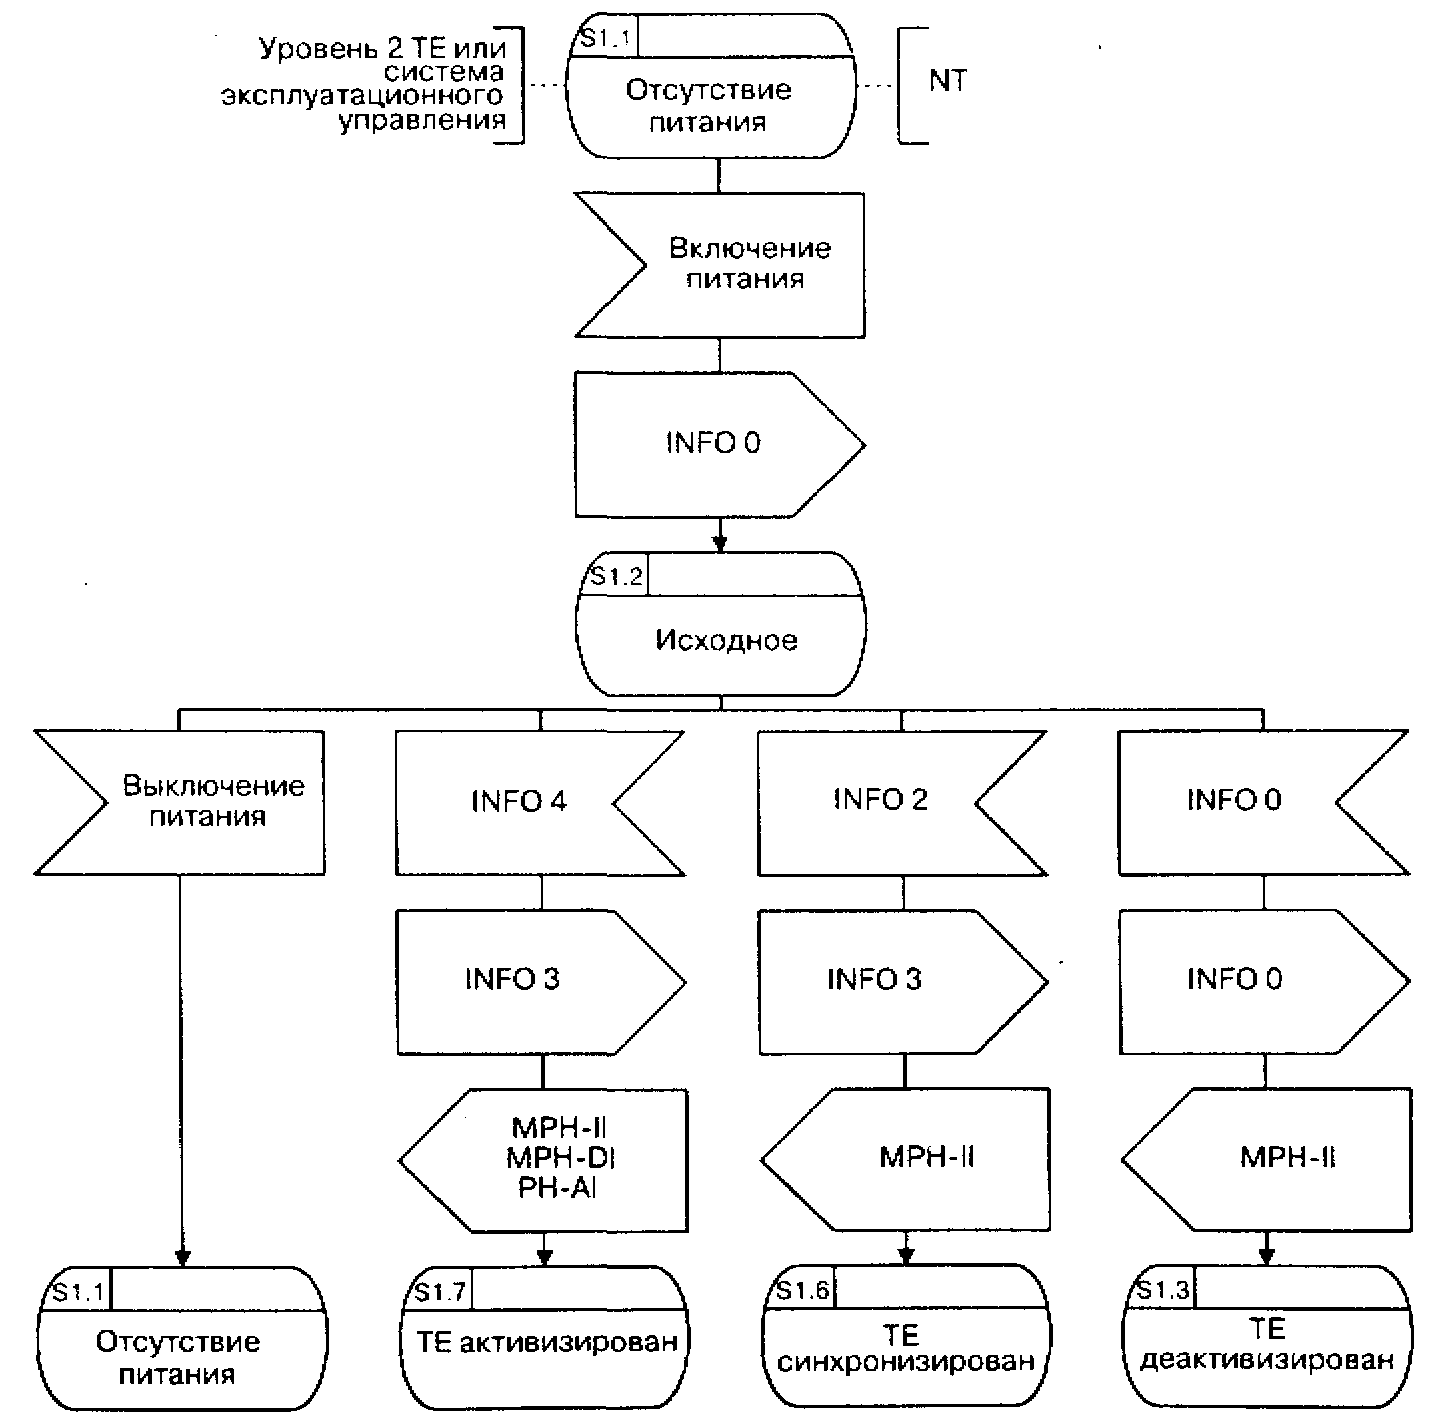 Уровень 2 TE или
система
эксплуатационного
управления
S1.1
Отсутствие
питания
NT
Включение
питания
INFO 0
S1.2
Исходное
Выключение
питания
INFO 4
INFO 2
INFO 0
INFO 3
INFO 3
INFO 0
MPH-II
MPH-DI
PH-AI
MPH-II
MPH-II
S1.1
Отсутствие
питания
S1.7
TE активизирован
S1.6
TE
синхронизирован
S1.3
TE
деактивизирован